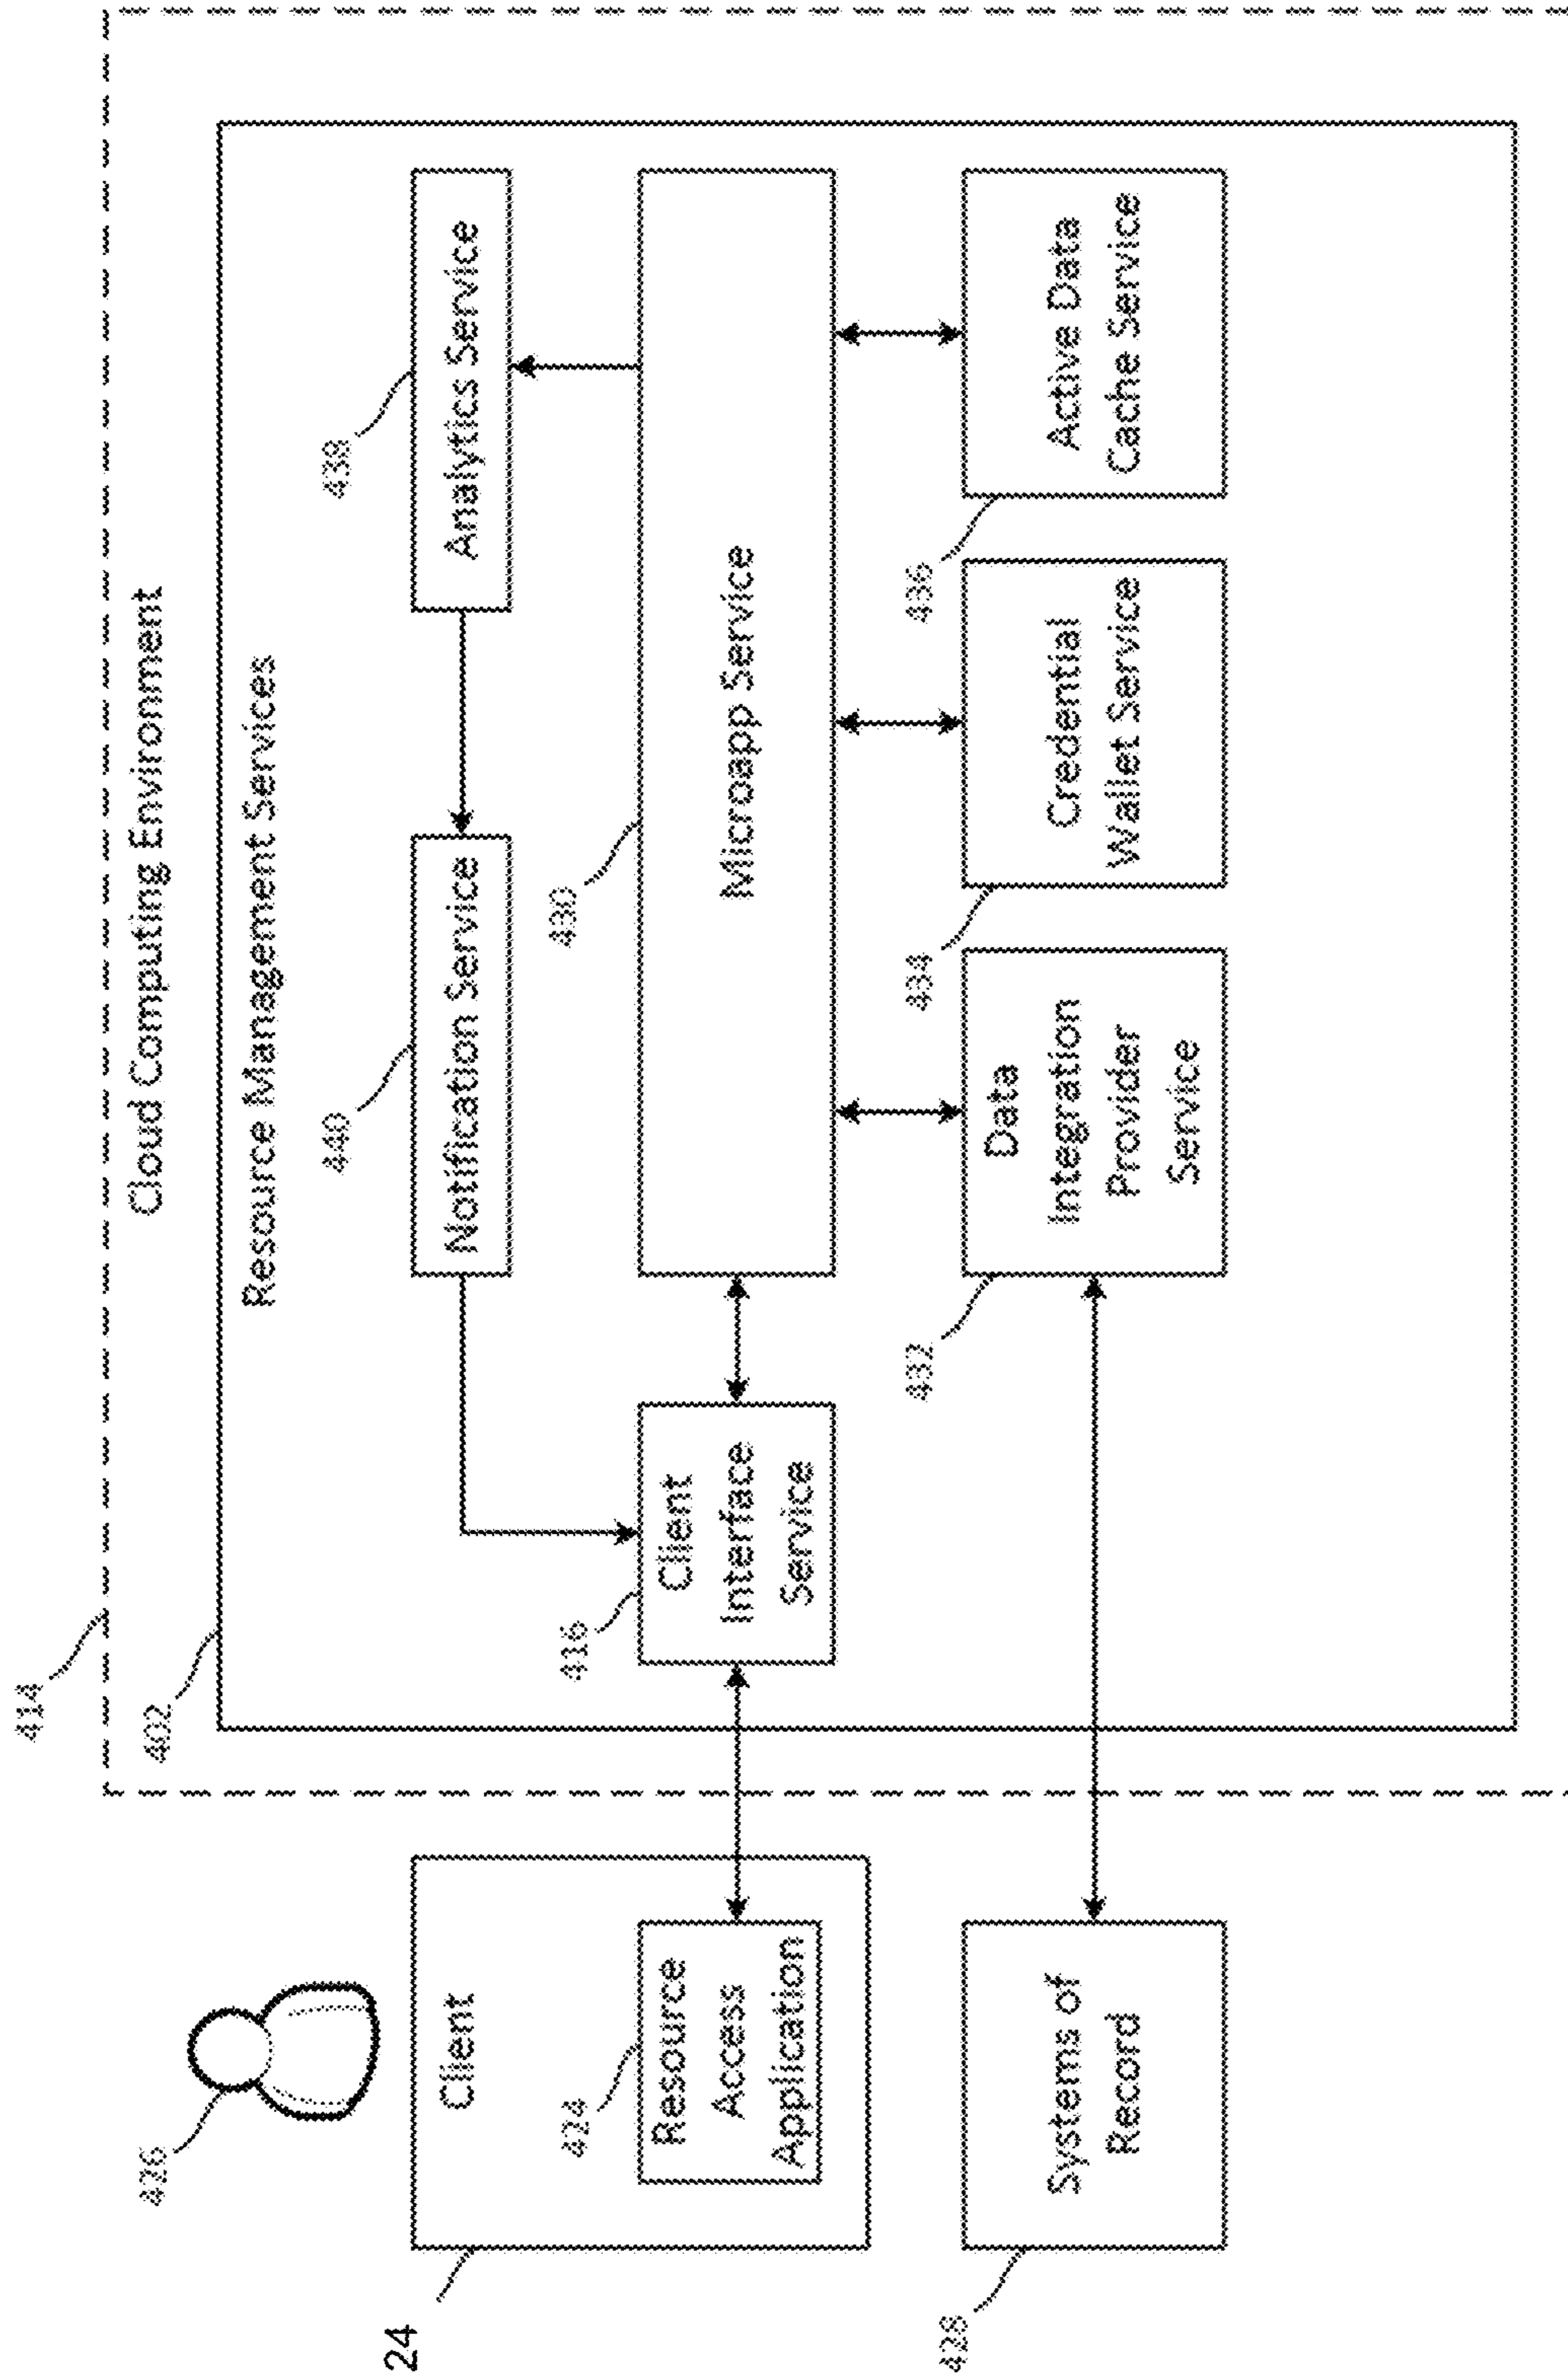 414
Cloud Computing Environment
402
Resource Management Services
426
440
Notification Service
438
Analytics Service
24
Client
424
Resource
Access
Application
416
Client
Interface
Service
430
Microapp Service
428
Systems of
Record
432
Data
Integration
Provider
Service
434
Credential
Wallet Service
436
Active Data
Cache Service